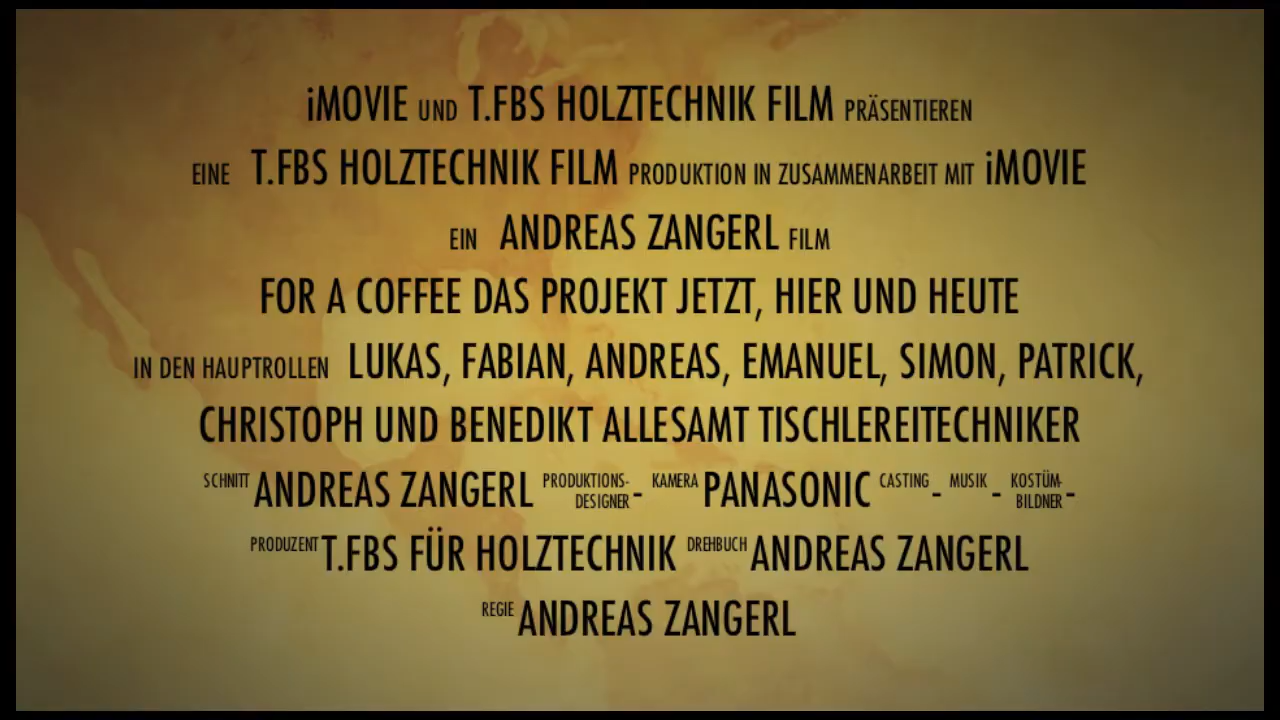 iMOVIE UND T.FBS HOLZTECHNIK FILM PRÄSENTIEREN
EINE T.FBS HOLZTECHNIK FILM PRODUKTION IN ZUSAMMENARBEIT MIT iMOVIE
EIN ANDREAS ZANGERL FILM
FOR A COFFEE DAS PROJEKT JETZT, HIER UND HEUTE
IN DEN HAUPTROLLEN LUKAS, FABIAN, ANDREAS, EMANUEL, SIMON, PATRICK,
CHRISTOPH UND BENEDIKT ALLESAMT TISCHLEREITECHNIKER
SCHNITT ANDREAS ZANGERL PRODUKTIONS-DESIGNER - KAMERA PANASONIC CASTING - MUSIK - KOSTÜM-BILDNER -
PRODUZENT T.FBS FÜR HOLZTECHNIK DREHBUCH ANDREAS ZANGERL
REGIE ANDREAS ZANGERL